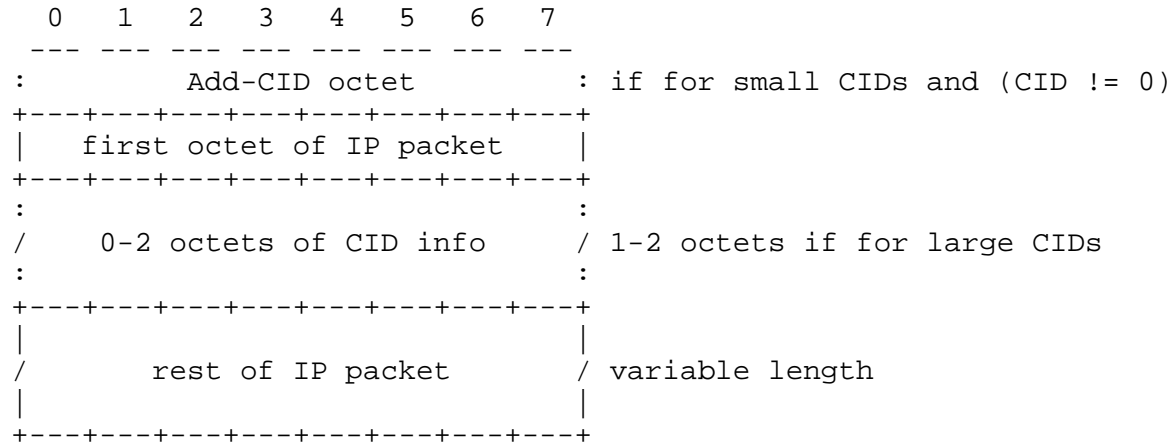 0   1   2   3   4   5   6   7
 --- --- --- --- --- --- --- ---
:         Add-CID octet         : if for small CIDs and (CID != 0)
+---+---+---+---+---+---+---+---+
|   first octet of IP packet    |
+---+---+---+---+---+---+---+---+
:                               :
/    0-2 octets of CID info     / 1-2 octets if for large CIDs
:                               :
+---+---+---+---+---+---+---+---+
|                               |
/       rest of IP packet       / variable length
|                               |
+---+---+---+---+---+---+---+---+